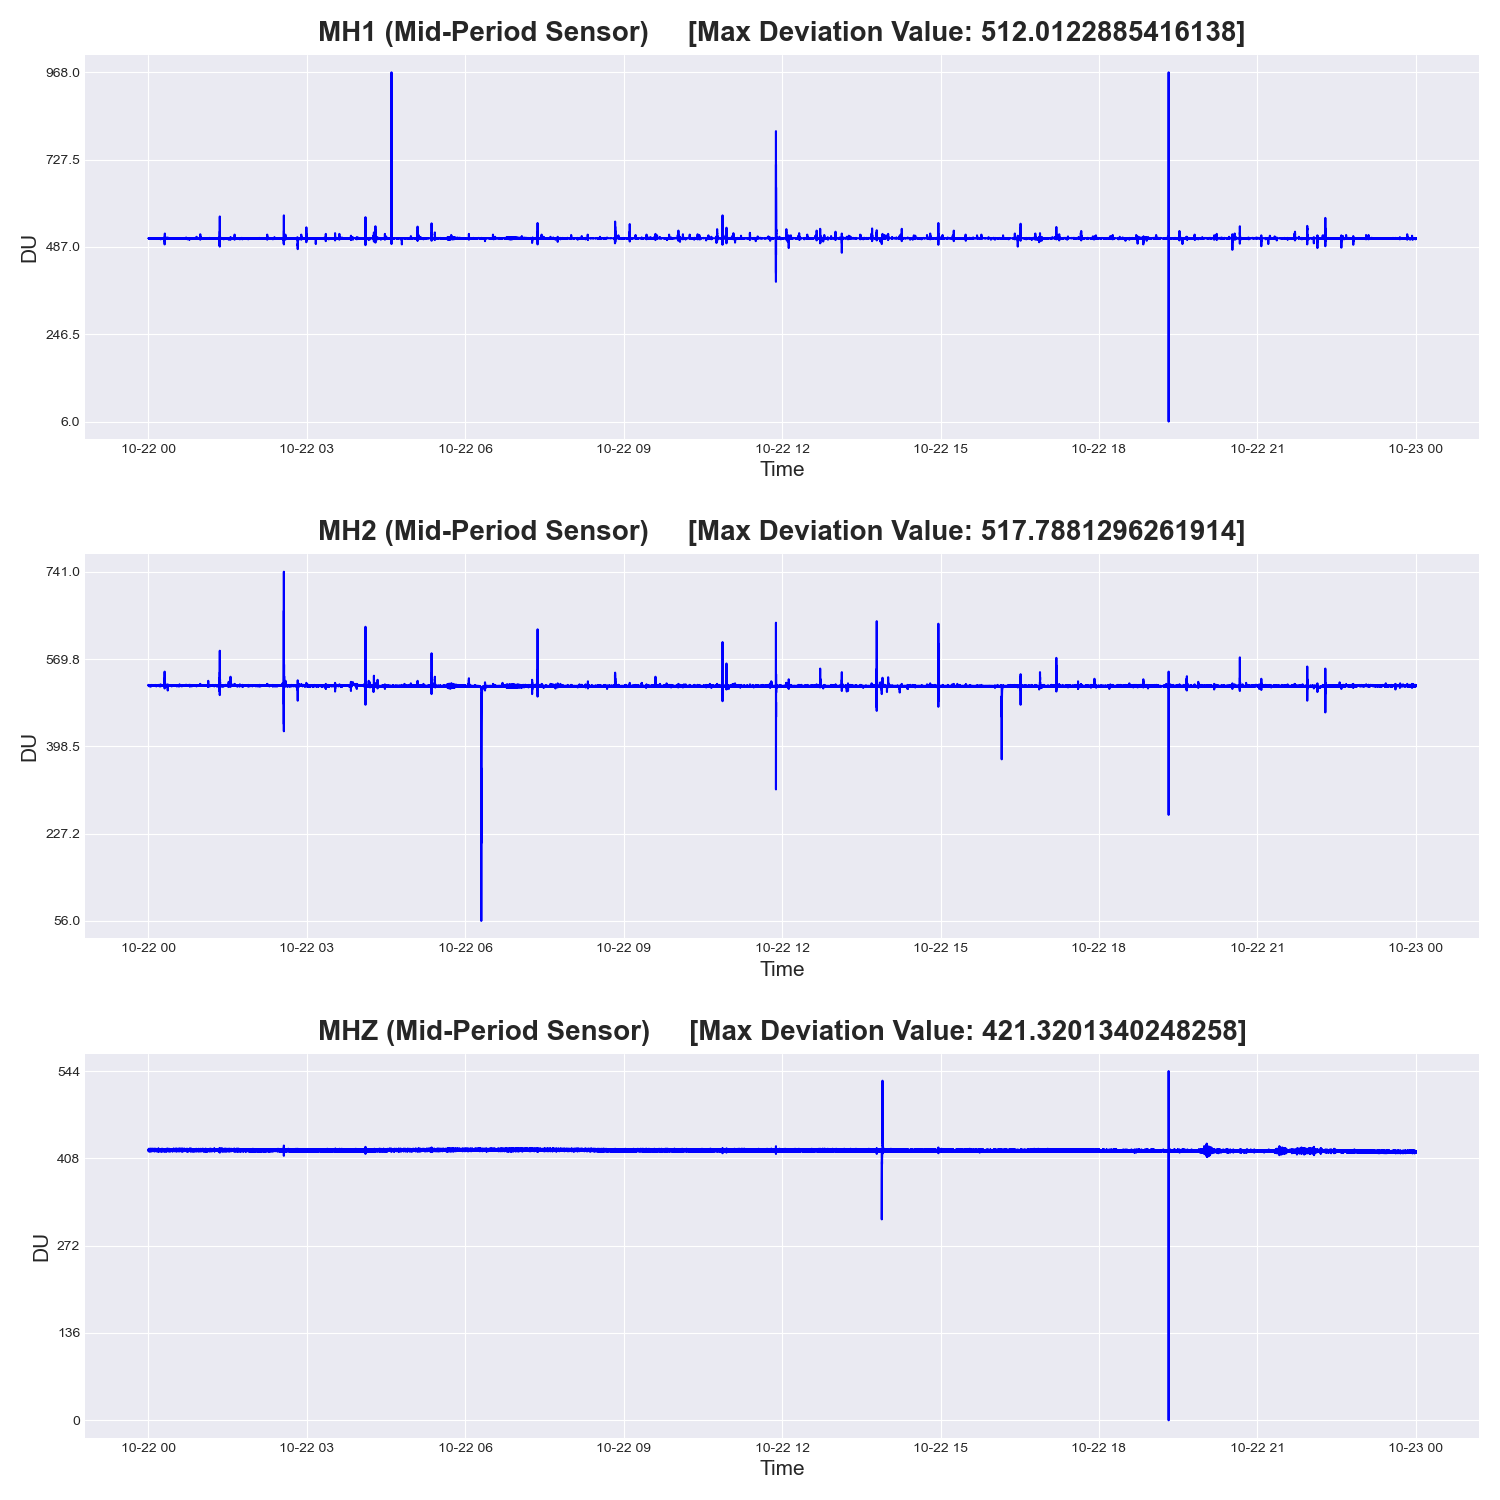 MH1 (Mid-Period Sensor) [Max Deviation Value: 512.0122885416138]
968.0
727.5
487.0
246.5
6.0
DU
10-22 00 10-22 03 10-22 06 10-22 09 10-22 12 10-22 15 10-22 18 10-22 21 10-23 00
Time
MH2 (Mid-Period Sensor) [Max Deviation Value: 517.7881296261914]
741.0
569.8
398.5
227.2
56.0
DU
10-22 00 10-22 03 10-22 06 10-22 09 10-22 12 10-22 15 10-22 18 10-22 21 10-23 00
Time
MHZ (Mid-Period Sensor) [Max Deviation Value: 421.3201340248258]
544
408
272
136
0
DU
10-22 00 10-22 03 10-22 06 10-22 09 10-22 12 10-22 15 10-22 18 10-22 21 10-23 00
Time